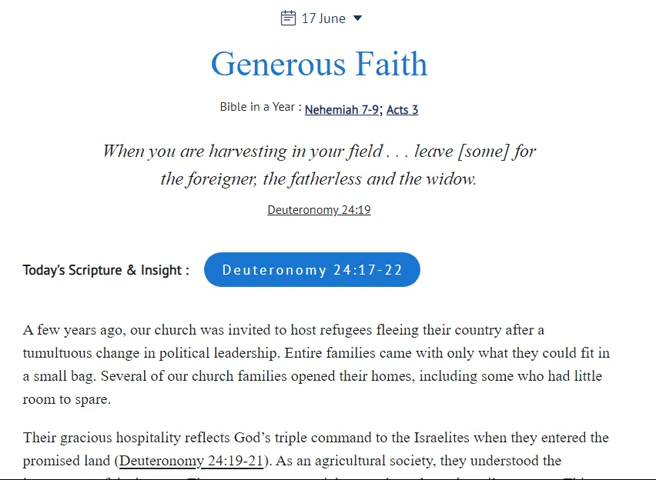 17 June
Generous Faith
Bible in a Year : Nehemiah 7-9; Acts 3
When you are harvesting in your field . . . leave [some] for
the foreigner, the fatherless and the widow.
Deuteronomy 24:19
Today's Scripture & Insight : Deuteronomy 24:17-22
A few years ago, our church was invited to host refugees fleeing their country after a
tumultuous change in political leadership. Entire families came with only what they could fit in
a small bag. Several of our church families opened their homes, including some who had little
room to spare.
Their gracious hospitality reflects God’s triple command to the Israelites when they entered the
promised land (Deuteronomy 24:19-21). As an agricultural society, they understood the